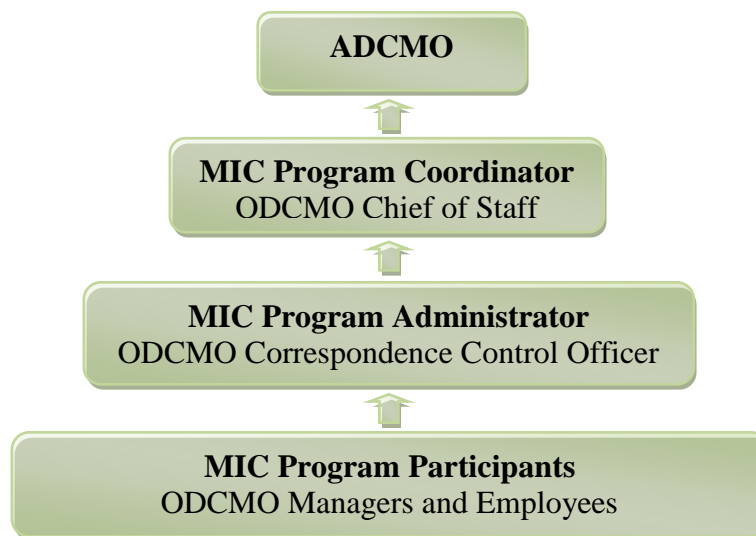 ADCMO
MIC Program Coordinator
ODCMO Chief of Staff
MIC Program Administrator
ODCMO Correspondence Control Officer
MIC Program Participants
ODCMO Managers and Employees